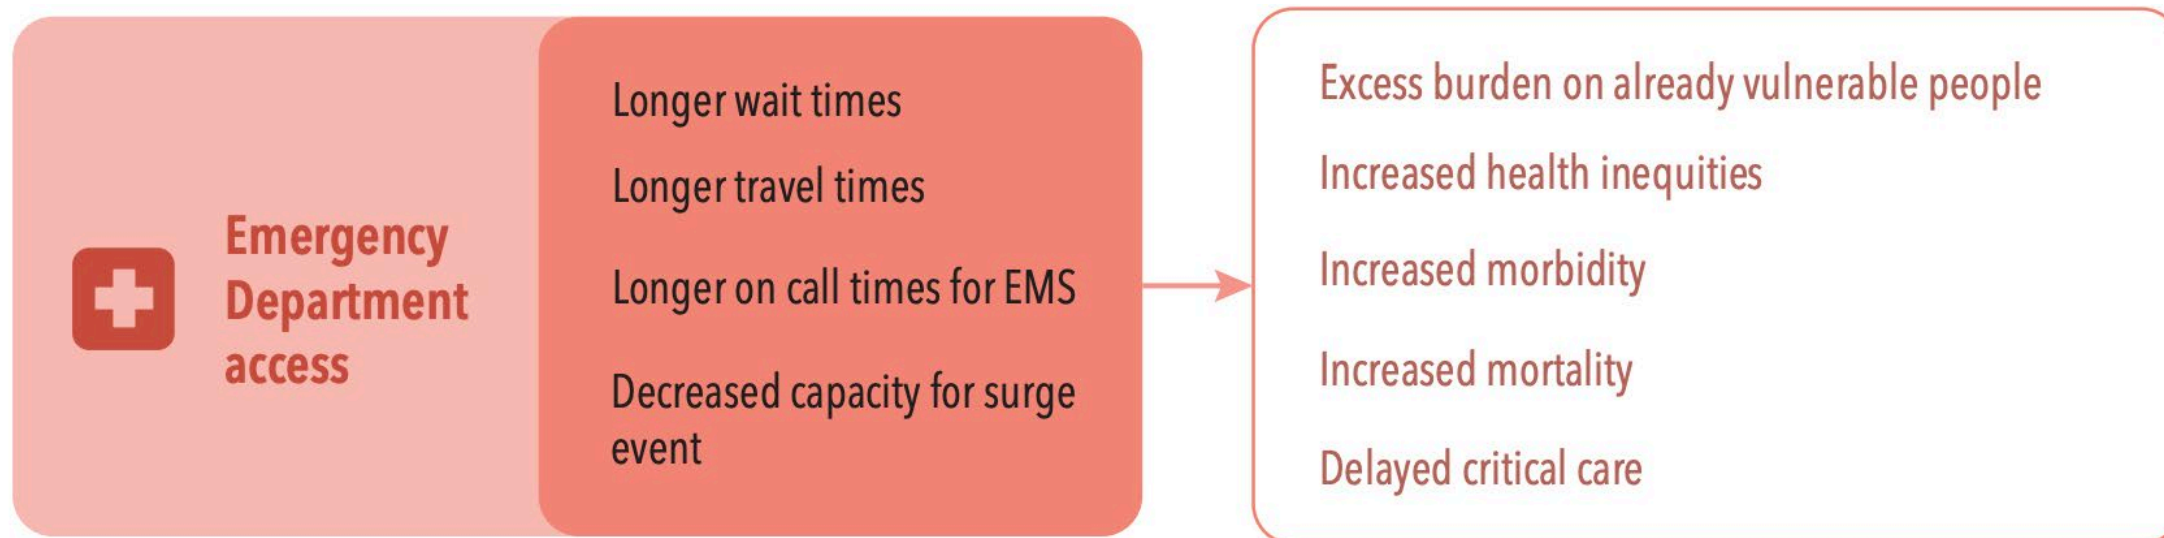 Emergency
Department
access
Longer wait times
Longer travel times
Longer on call times for EMS
Decreased capacity for surge
event
Excess burden on already vulnerable people
Increased health inequities
Increased morbidity
Increased mortality
Delayed critical care